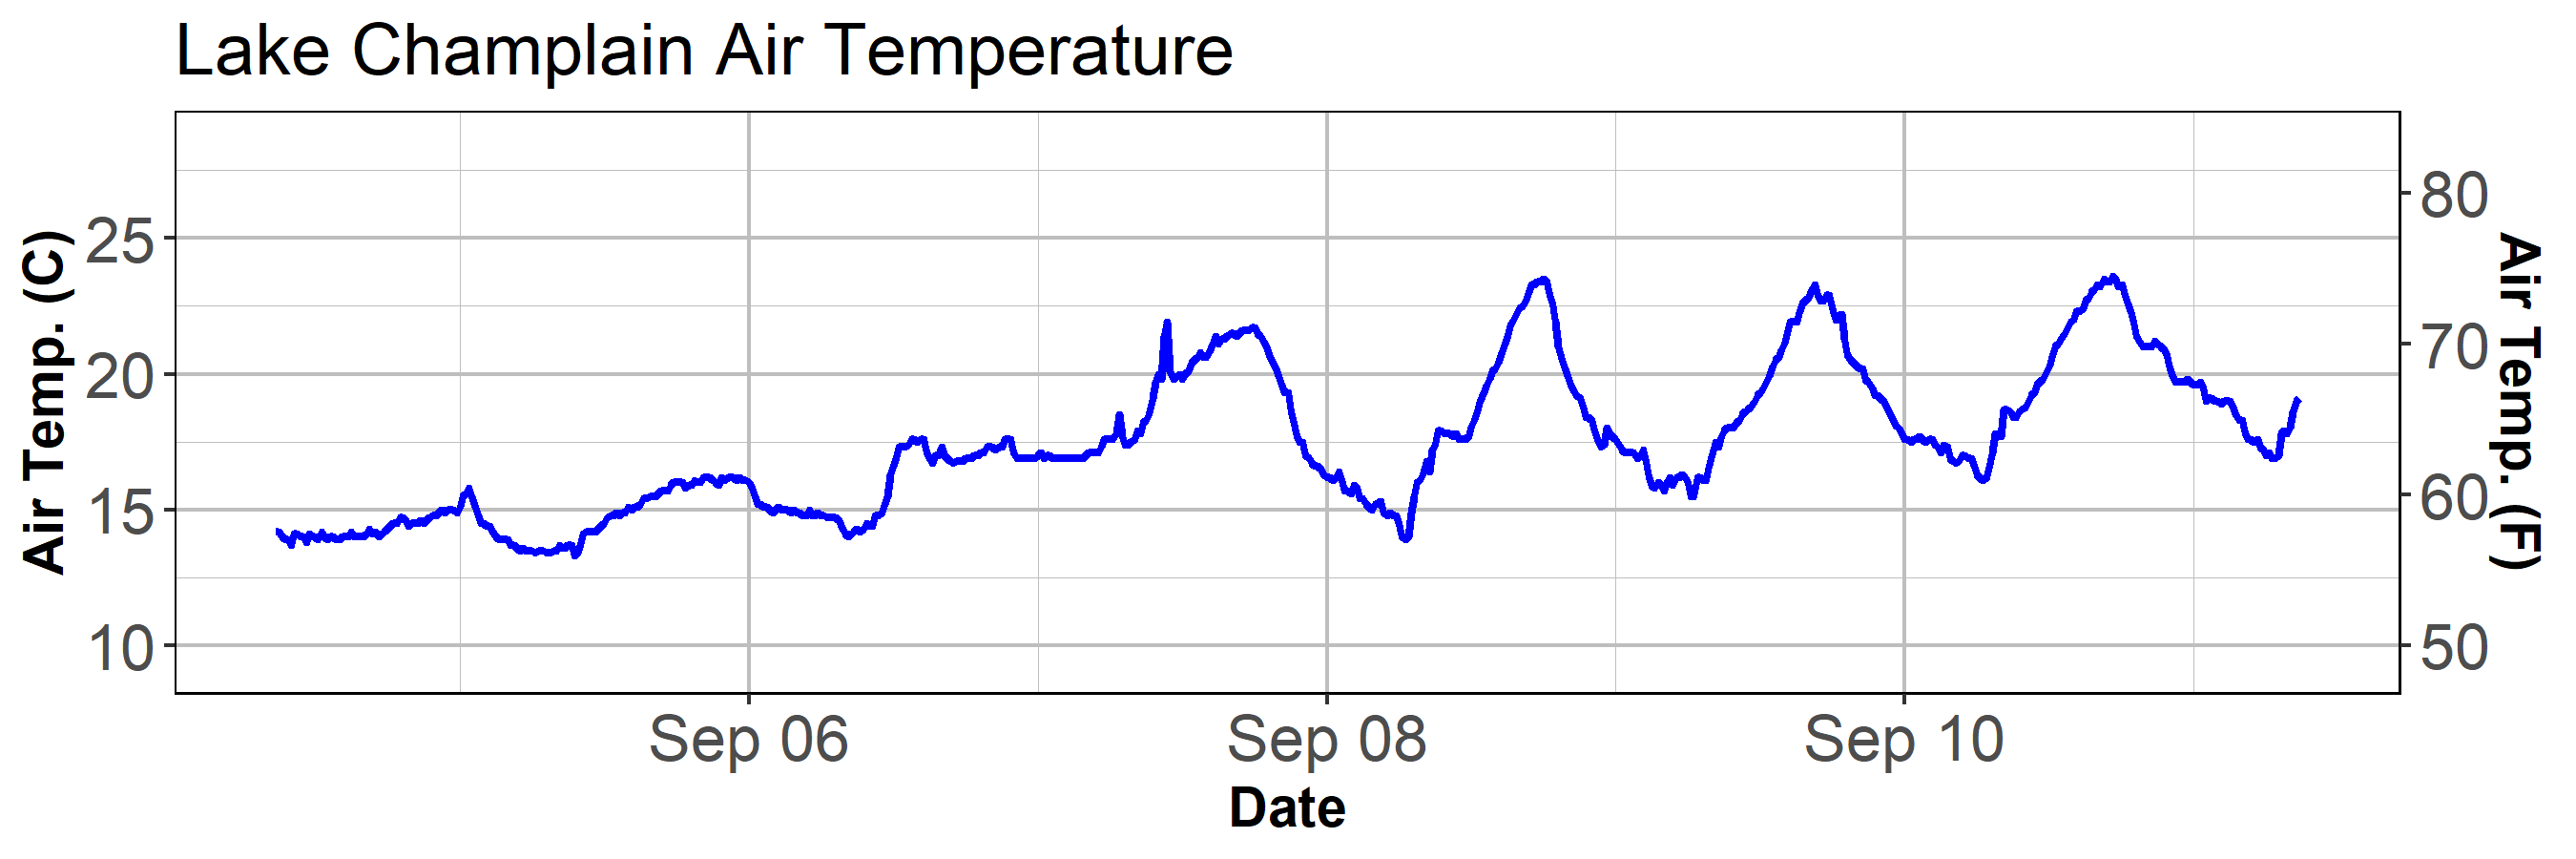 Lake Champlain Air Temperature
Air Temp. (C)
25
20
15
10
80
70
60
50
Air Temp. (F)
Sep 06
Sep 08
Sep 10
Date